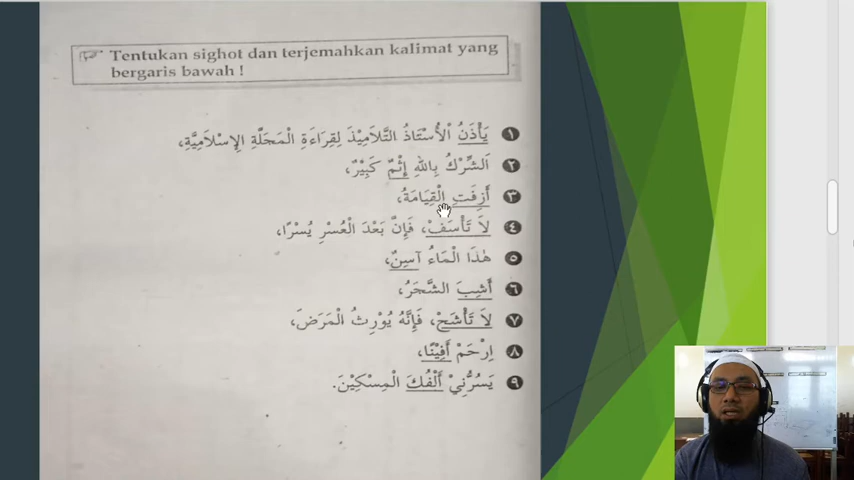 Tentukan sighot dan terjemahkan kalimat yang
bergaris bawah !
١ يَأْذَنُ الْأُسْتَاذُ التَّلَامِيْذَ لِقِرَاءَةِ الْمَجَلَّةِ الْإِسْلَامِيَّةِ،
٢ اَلشِّرْكُ بِاللهِ إِثْمٌ كَبِيْرٌ،
٣ أَزِفَتِ الْقِيَامَةُ،
٤ لَا تَأْسَفْ، فَإِنَّ بَعْدَ الْعُسْرِ يُسْرًا،
٥ هٰذَا الْمَاءُ آسِنٌ،
٦ أَشِبَ الشَّجَرُ،
٧ لَا تَأْشَحْ، فَإِنَّهُ يُوْرِثُ الْمَرَضَ،
٨ اِرْحَمْ أَفِيْنًا،
٩ يَسُرُّنِيْ أَلْفُكَ الْمِسْكِيْنَ.